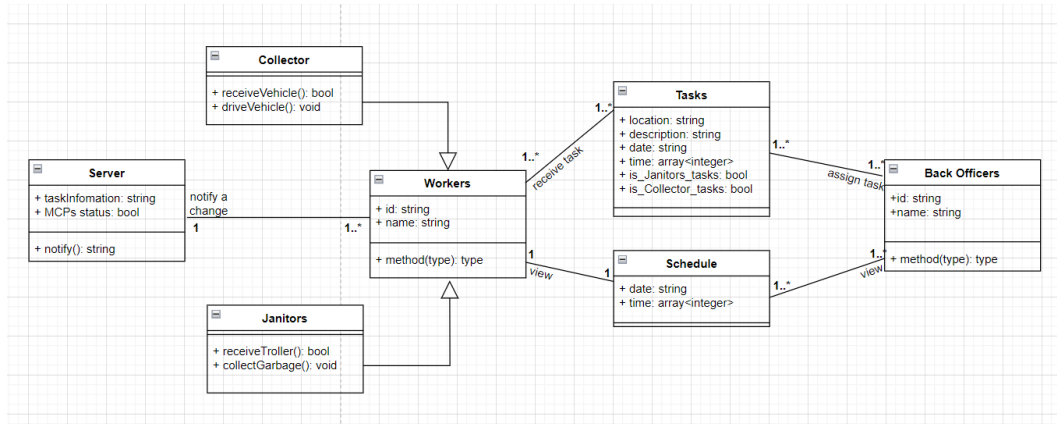 Collector
+ receiveVehicle(): bool
+ driveVehicle(): void
Server
+ taskInfomation: string
+ MCPs status: bool
+ notify(): string
notify a
change
1
1..*
Workers
+ id: string
+ name: string
+ method(type): type
Janitors
+ receiveTroller(): bool
+ collectGarbage(): void
1..*
receive task
1..*
Tasks
+ location: string
+ description: string
+ date: string
+ time: array<integer>
+ is_Janitors_tasks: bool
+ is_Collector_tasks: bool
1..*
assign task
1..*
1
view
1
Schedule
+ date: string
+ time: array<integer>
1..*
view
1..*
Back Officers
+id: string
+name: string
+ method(type): type